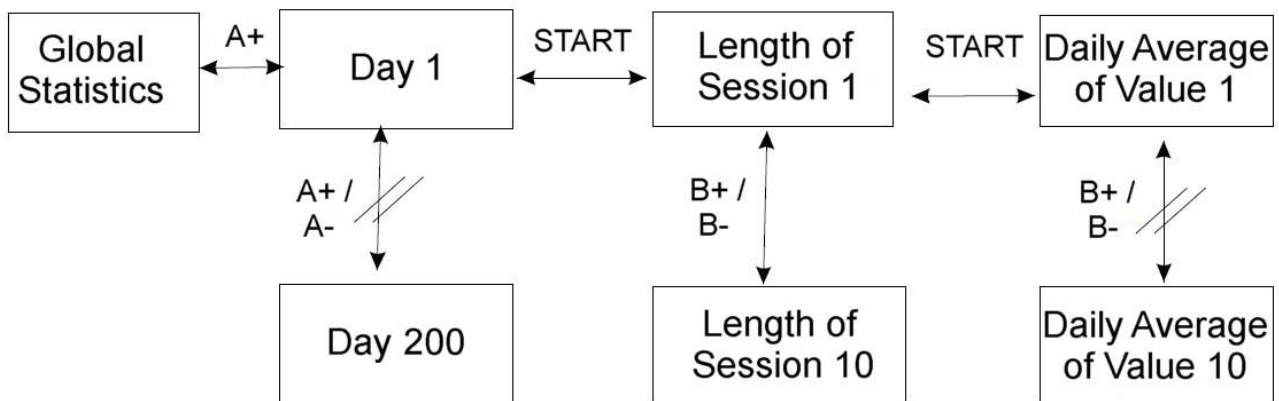 Global
Statistics
A+
Day 1
START
Length of
Session 1
START
Daily Average
of Value 1
A+ /
A-
B+ /
B-
B+ /
B-
Day 200
Length of
Session 10
Daily Average
of Value 10